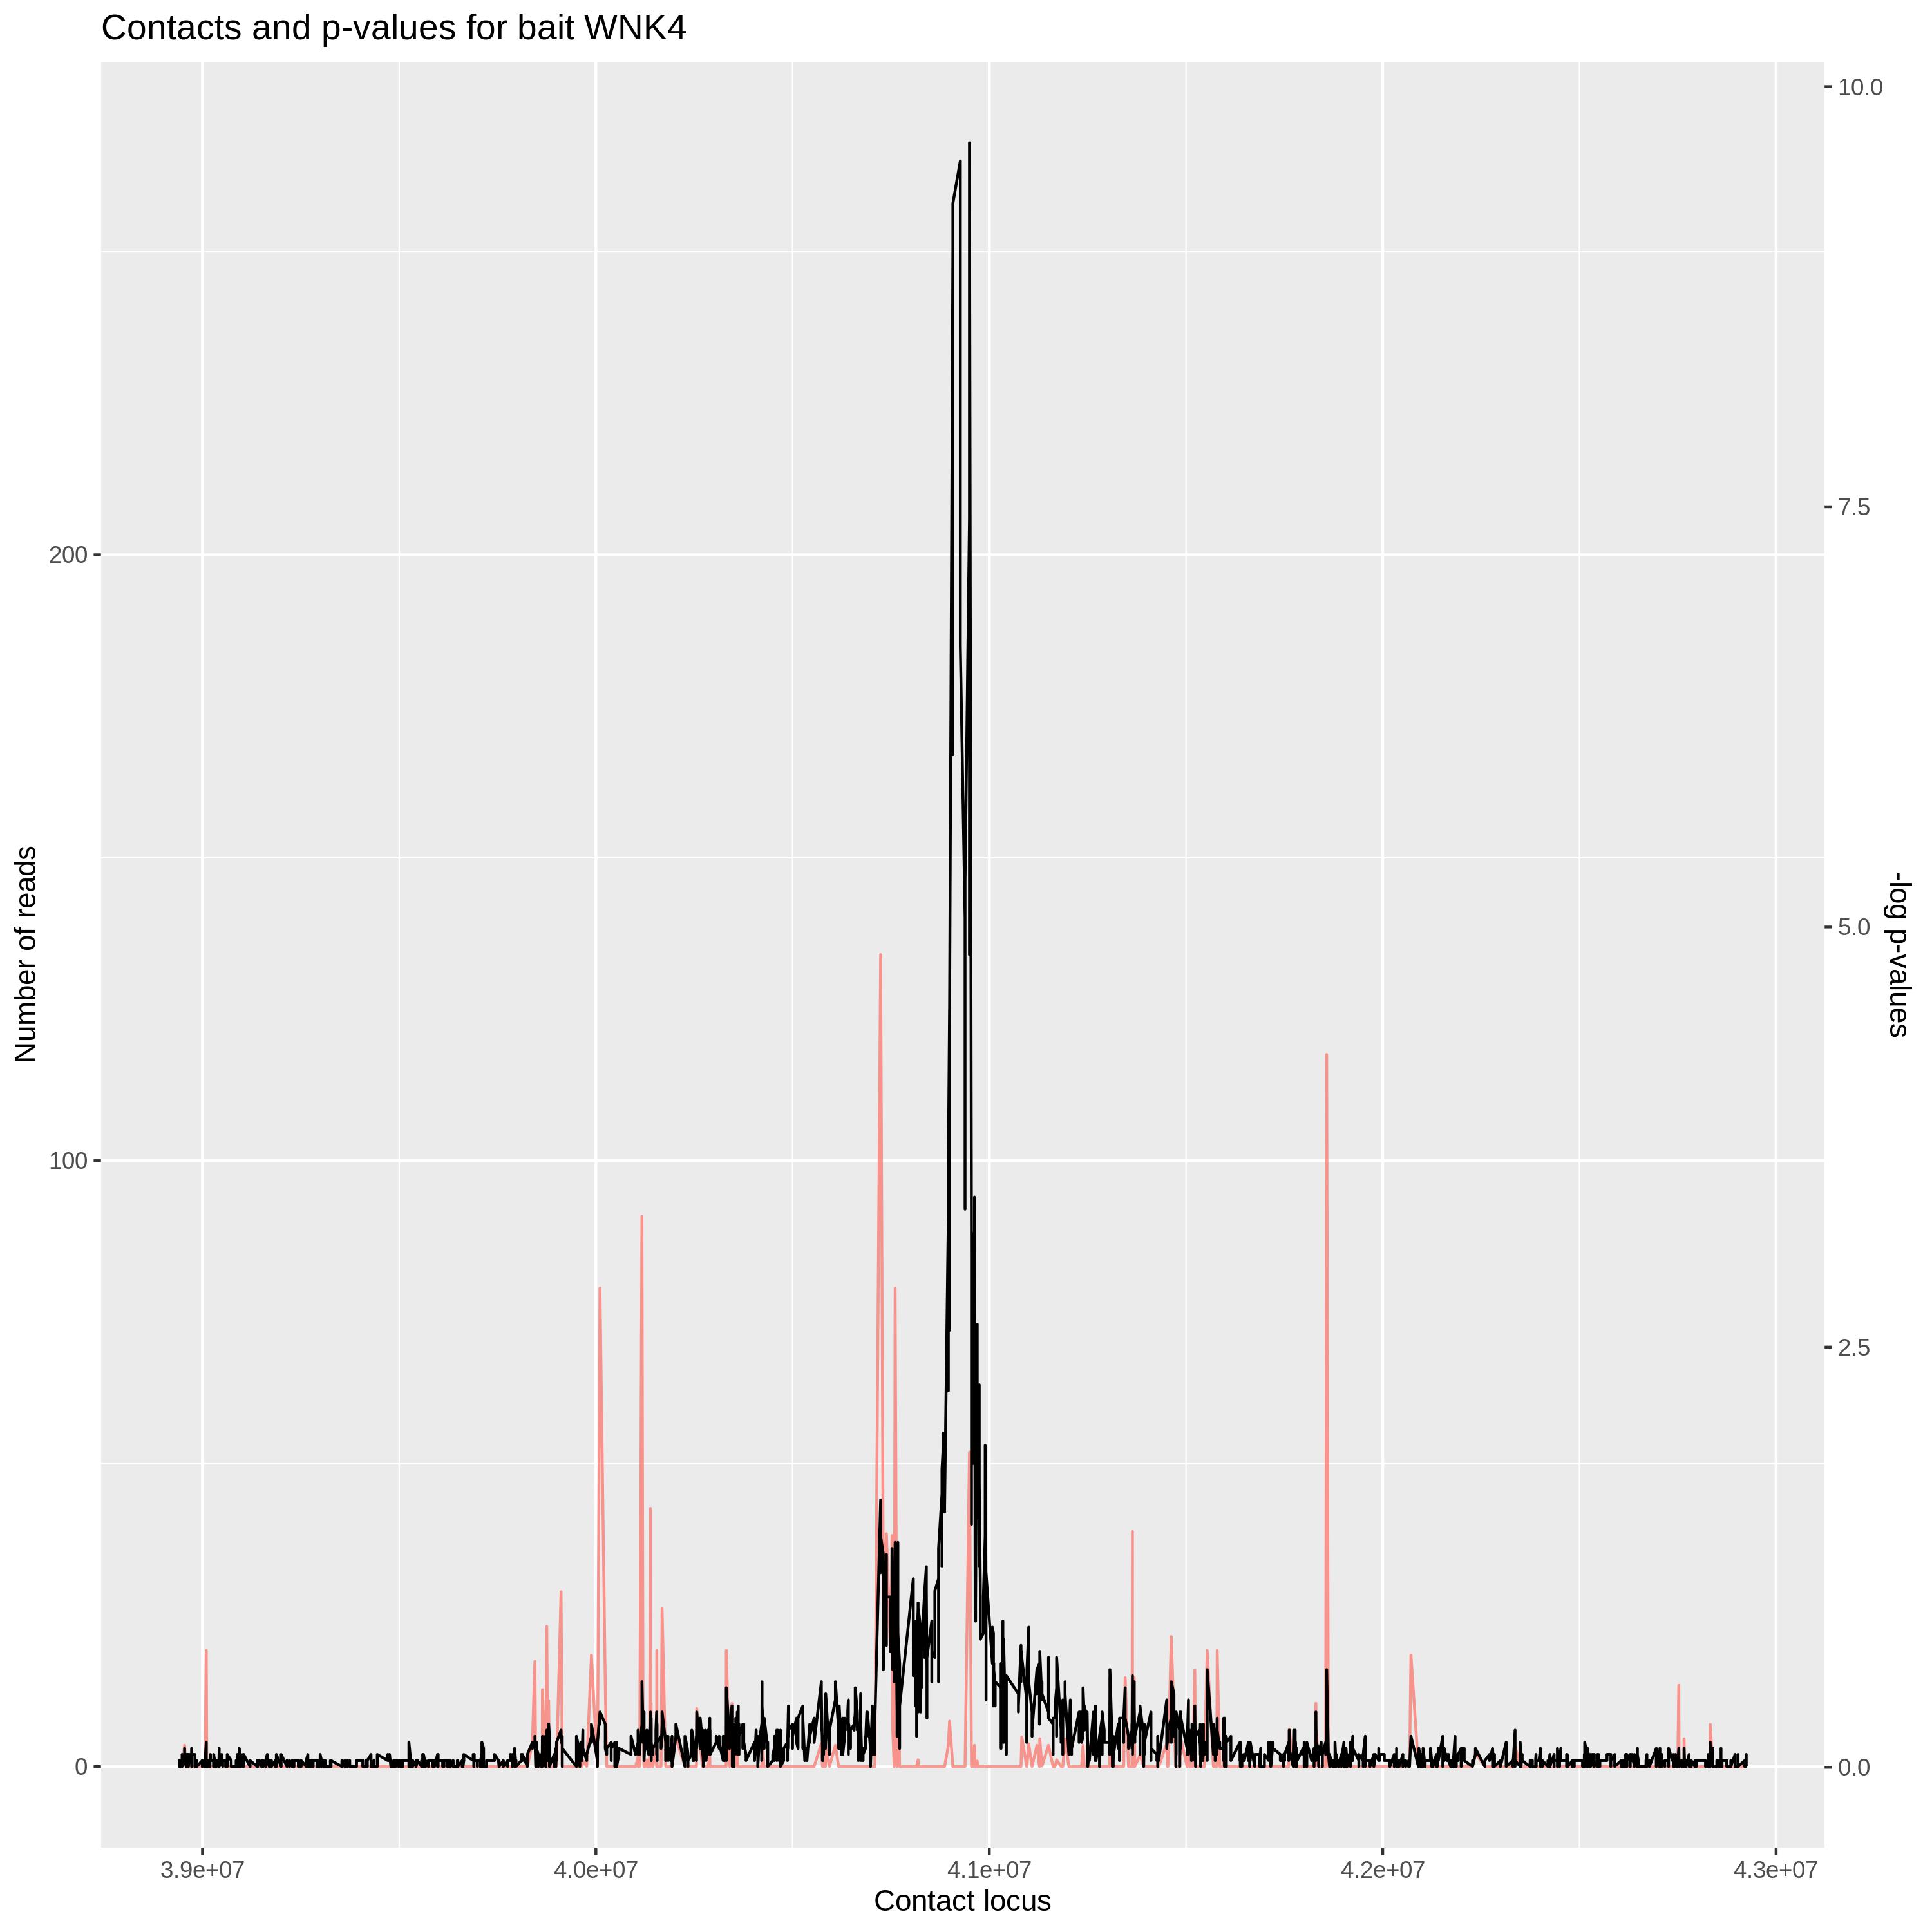 Contacts and p-values for bait WNK4
10.0
7.5
200
5.0
Number of reads
-log p-values
100
2.5
0
0.0
3.9e+07
4.0e+07
4.1e+07
4.2e+07
4.3e+07
Contact locus